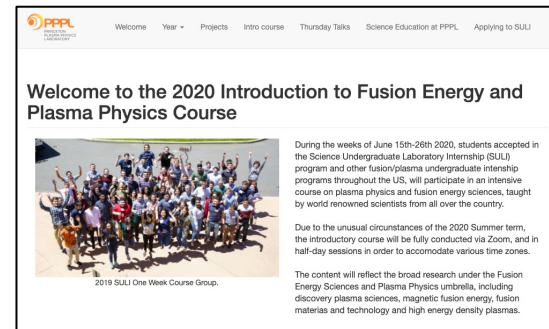 PPPL
PRINCETON
PLASMA PHYSICS
LABORATORY
Welcome Year Projects Intro course Thursday Talks Science Education at PPPL Applying to SULI
Welcome to the 2020 Introduction to Fusion Energy and
Plasma Physics Course
2019 SULI One Week Course Group.
During the weeks of June 15th-26th 2020, students accepted in
the Science Undergraduate Laboratory Internship (SULI)
program and other fusion/plasma undergraduate intenship
programs throughout the US, will participate in an intensive
course on plasma physics and fusion energy sciences, taught
by world renowned scientists from all over the country.
Due to the unusual circumstances of the 2020 Summer term,
the introductory course will be fully conducted via Zoom, and in
half-day sessions in order to accomodate various time zones.
The content will reflect the broad research under the Fusion
Energy Sciences and Plasma Physics umbrella, including
discovery plasma sciences, magnetic fusion energy, fusion
materias and technology and high energy density plasmas.